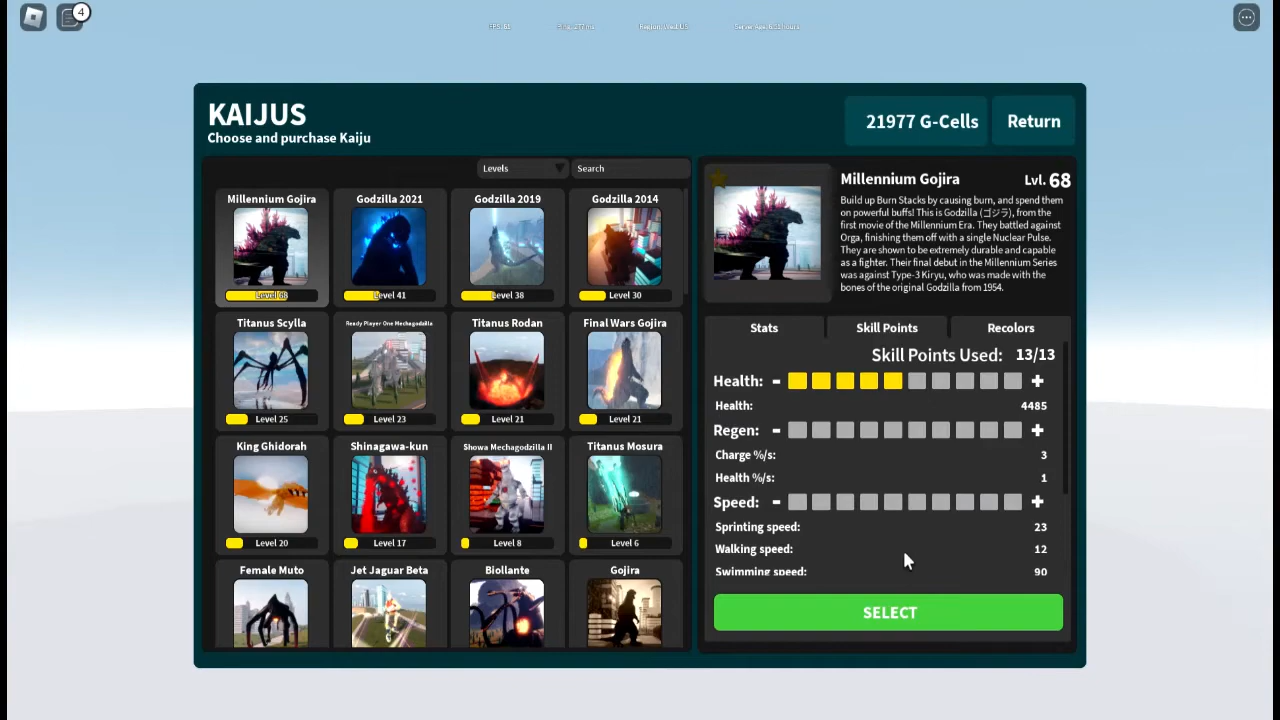 4
KAIJUS
Choose and purchase Kaiju
21977 G-Cells
Return
Levels
Search
Millennium Gojira
Godzilla 2021
Godzilla 2019
Godzilla 2014
Level 68
Level 41
Level 38
Level 30
Titanus Scylla
Ready Player One Mechagodzilla
Titanus Rodan
Final Wars Gojira
Level 25
Level 23
Level 21
Level 21
King Ghidorah
Shinagawa-kun
Showa Mechagodzilla II
Titanus Mosura
Level 20
Level 17
Level 8
Level 6
Female Muto
Jet Jaguar Beta
Biollante
Gojira
Millennium Gojira
Lvl. 68
Build up Burn Stacks by causing burn, and spend them
on powerful buffs! This is Godzilla (ゴジラ), from the
first movie of the Millennium Era. They battled against
Orga, finishing them off with a single Nuclear Pulse.
They are shown to be extremely durable and capable
as a fighter. Their final debut in the Millennium Series
was against Type-3 Kiryu, who was made with the
bones of the original Godzilla from 1954.
Stats
Skill Points
Recolors
Skill Points Used: 13/13
Health: - +
Health: 4485
Regen: - +
Charge %/s: 3
Health %/s: 1
Speed: - +
Sprinting speed: 23
Walking speed: 12
Swimming speed: 90
SELECT